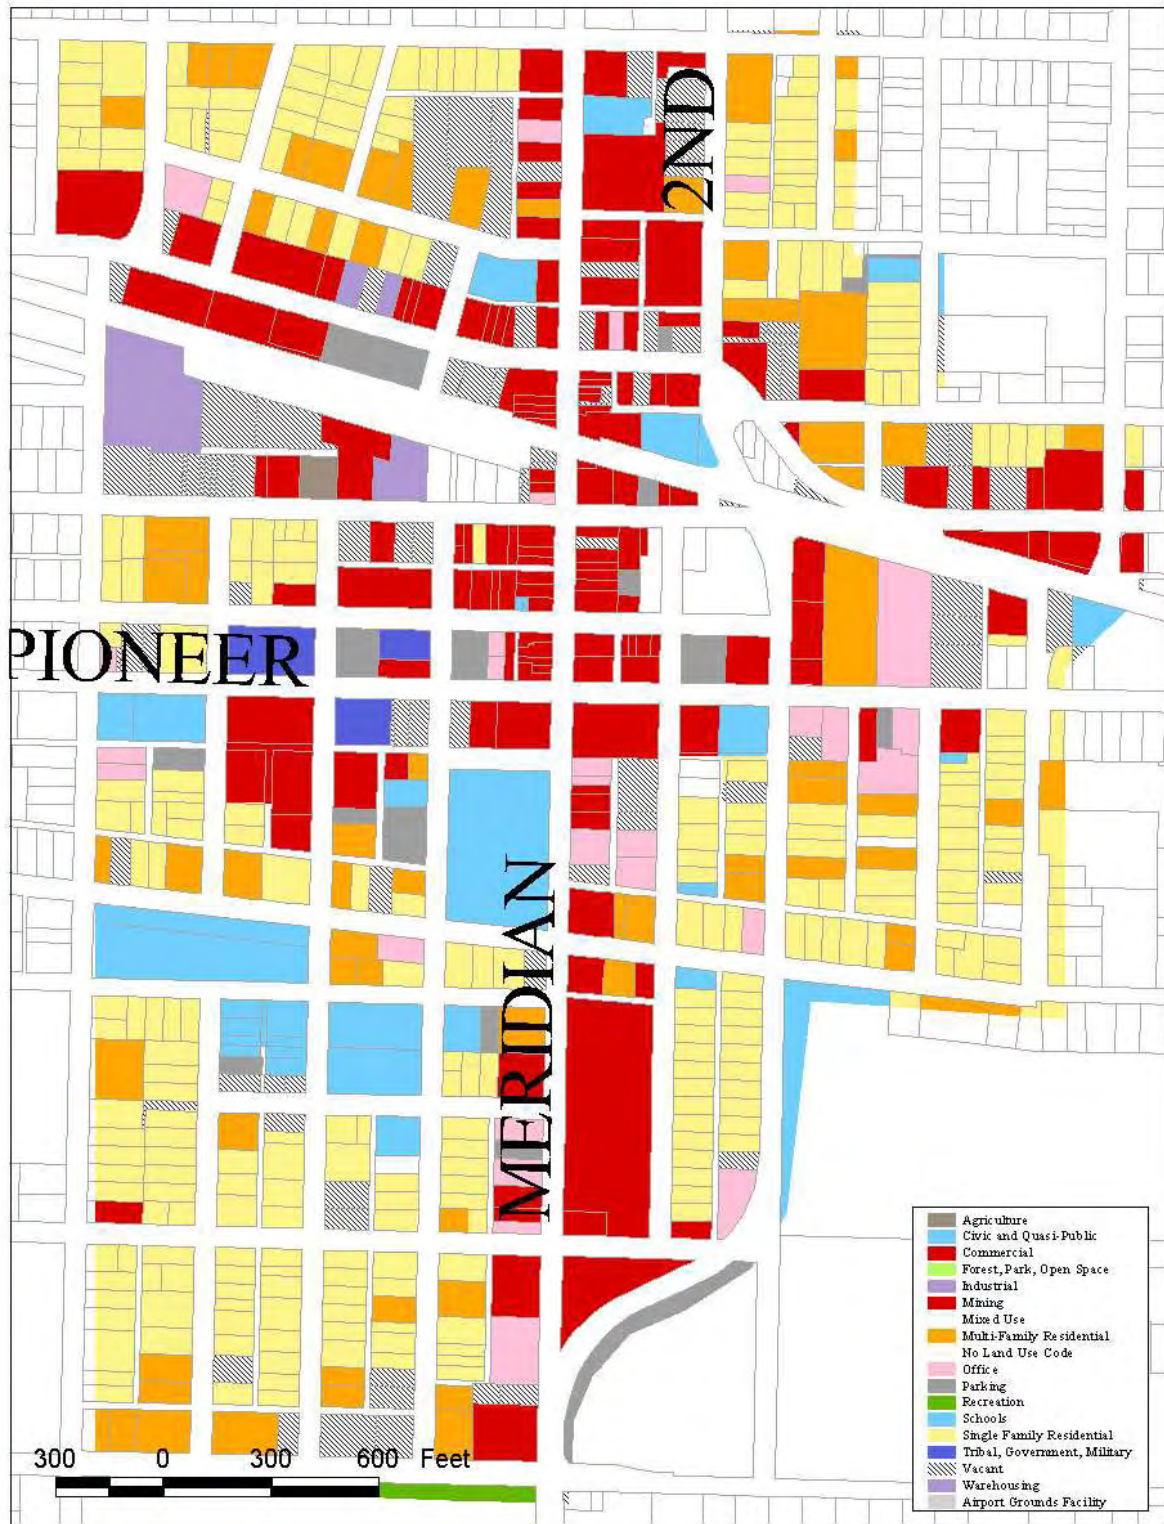 2ND
PIONEER
MERIDIAN
Agriculture
Civic and Quasi-Public
Commercial
Forest, Park, Open Space
Industrial
Mining
Mixed Use
Multi-Family Residential
No Land Use Code
Office
Parking
Recreation
Schools
Single Family Residential
Tribal, Government, Military
Vacant
Warehousing
Airport Grounds Facility
300 0 300 600 Feet